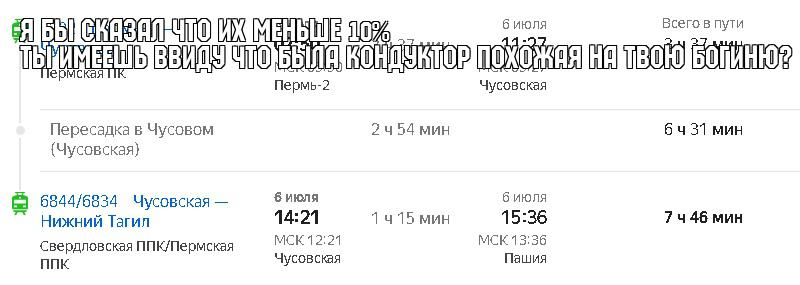 Я БЫ СКАЗАЛ ЧТО ИХ МЕНЬШЕ 10%
ТЫ ИМЕЕШЬ ВВИДУ ЧТО БЫЛА КОНДУКТОР ПОХОЖАЯ НА ТВОЮ БОГИНЮ?
6 июля
Всего в пути
11:27
Пермская ПК
Пермь-2
Чусовская
Пересадка в Чусовом
(Чусовская)
2 ч 54 мин
6 ч 31 мин
6844/6834 Чусовская —
Нижний Тагил
Свердловская ППК/Пермская
ППК
6 июля
14:21
МСК 12:21
Чусовская
1 ч 15 мин
6 июля
15:36
МСК 13:36
Пашия
7 ч 46 мин